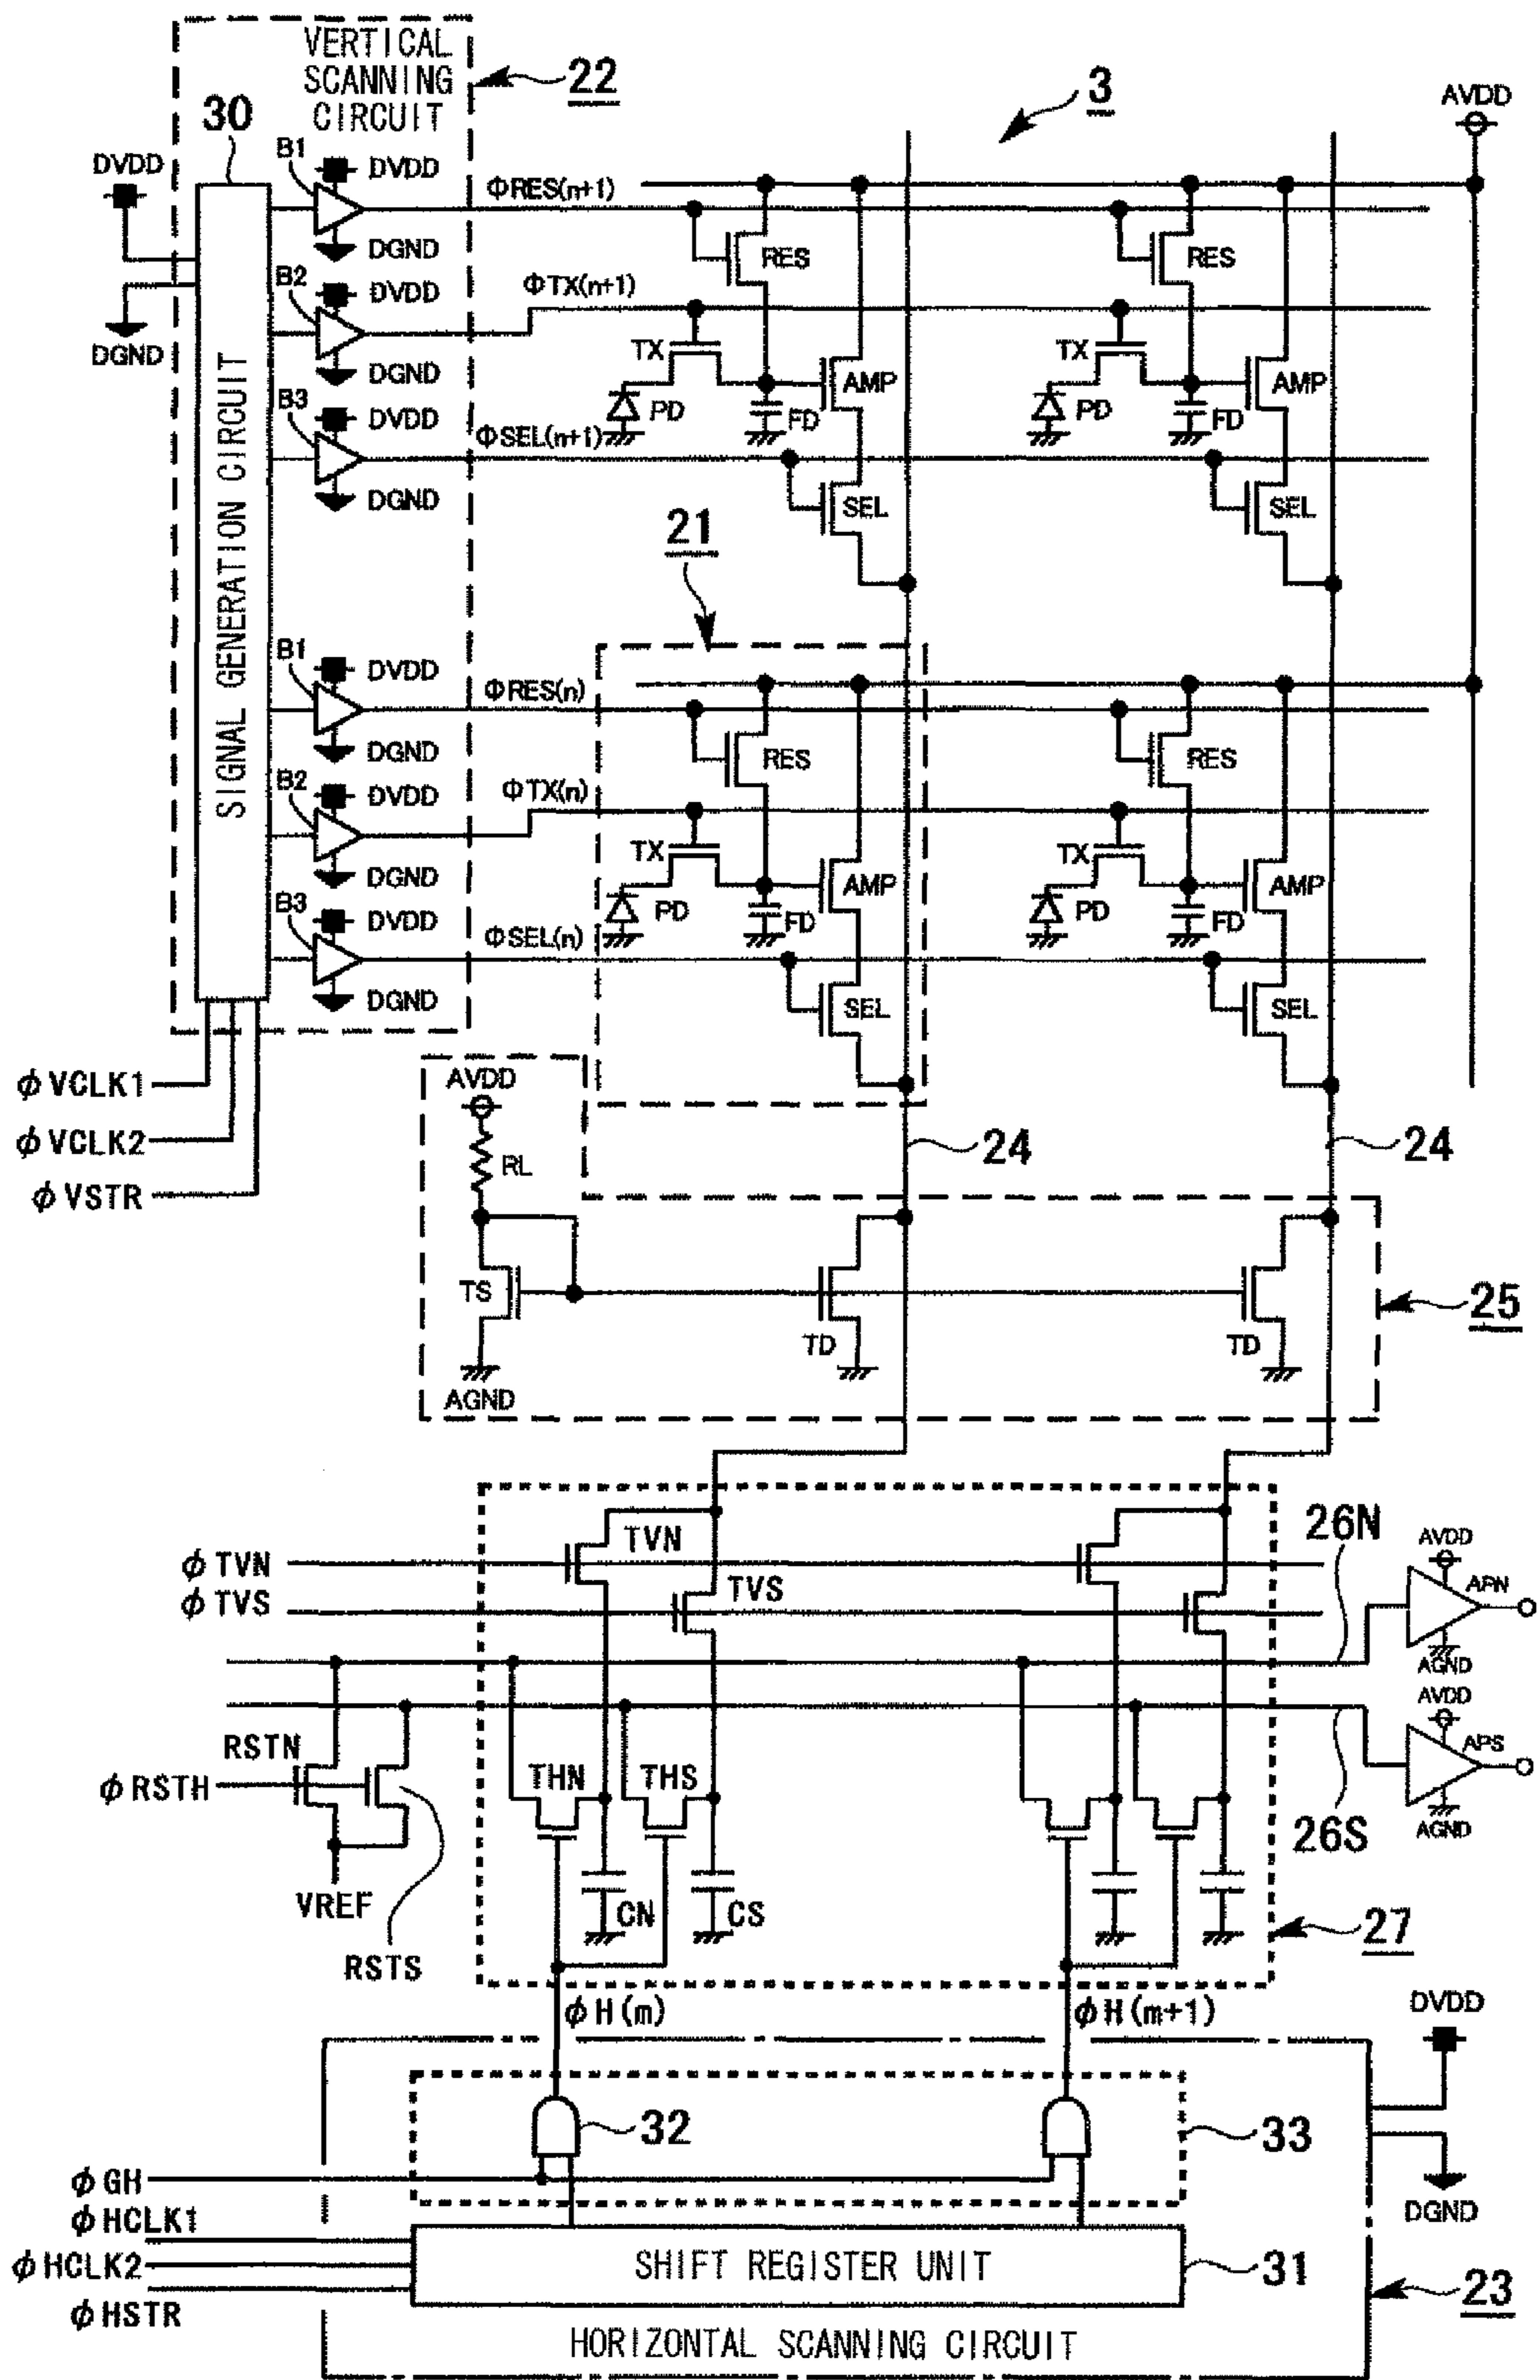 VERTICAL
SCANNING
CIRCUIT
22
3
AVDD
30
DVDD
DGND
SIGNAL GENERATION CIRCUIT
B1
DVDD
DGND
B2
DVDD
DGND
B3
DVDD
DGND
ΦRES(n+1)
ΦTX(n+1)
ΦSEL(n+1)
RES
TX
PD
FD
AMP
SEL
RES
TX
PD
FD
AMP
SEL
21
B1
DVDD
DGND
B2
DVDD
DGND
B3
DVDD
DGND
ΦRES(n)
ΦTX(n)
ΦSEL(n)
RES
TX
PD
FD
AMP
SEL
RES
TX
PD
FD
AMP
SEL
φVCLK1
φVCLK2
φVSTR
AVDD
RL
24
24
TS
TD
TD
AGND
25
φTVN
φTVS
TVN
TVS
26N
AVDD
APN
AGND
AVDD
APS
AGND
26S
RSTN
φRSTH
VREF
RSTS
THN
THS
CN
CS
27
φH(m)
φH(m+1)
DVDD
DGND
32
33
φGH
φHCLK1
φHCLK2
φHSTR
SHIFT REGISTER UNIT
31
23
HORIZONTAL SCANNING CIRCUIT